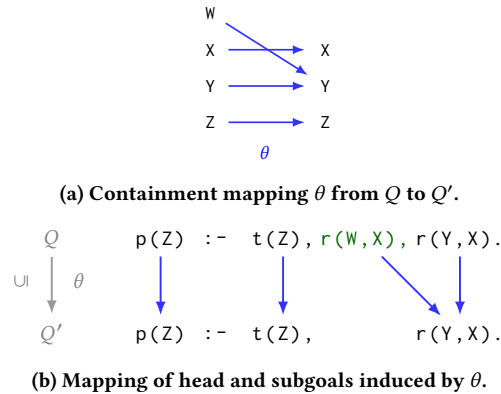 W
X X
Y Y
Z Z
θ
(a) Containment mapping θ from Q to Q′.
Q p(Z) :- t(Z), r(W,X), r(Y,X).
⊆ θ
Q′ p(Z) :- t(Z), r(Y,X).
(b) Mapping of head and subgoals induced by θ.